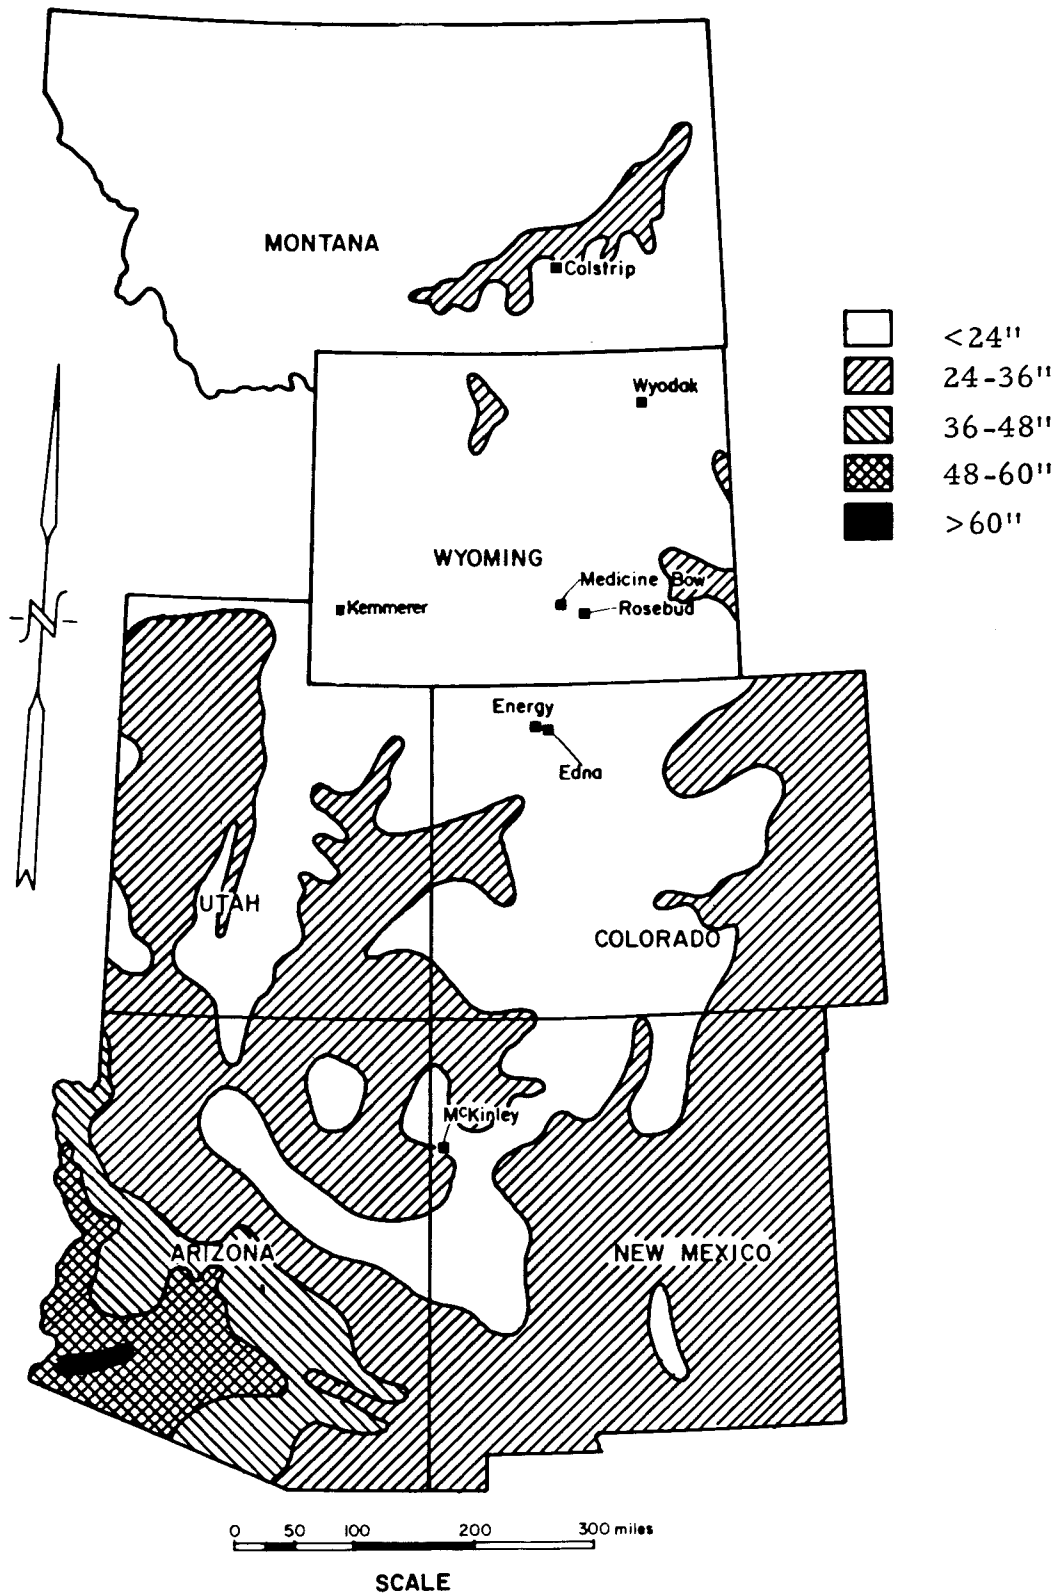 MONTANA
Colstrip
<24"
24-36"
36-48"
48-60"
>60"
Wyodak
WYOMING
Medicine Bow
Kemmerer
Rosebud
N
Energy
Edna
UTAH
COLORADO
McKinley
ARIZONA
NEW MEXICO
0 50 100 200 300 miles
SCALE